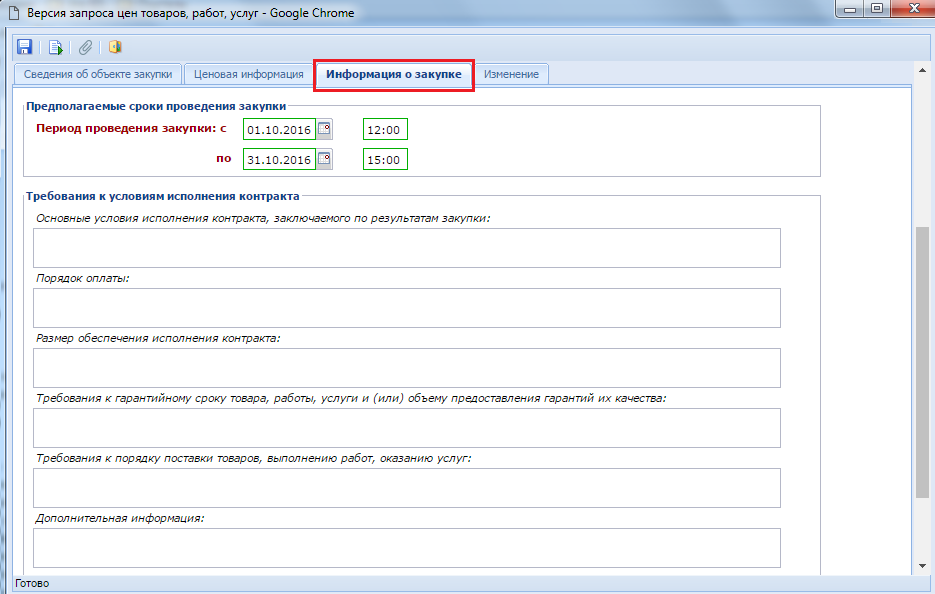 Версия запроса цен товаров, работ, услуг - Google Chrome
Сведения об объекте закупки Ценовая информация Информация о закупке Изменение
Предполагаемые сроки проведения закупки
Период проведения закупки: с 01.10.2016 12:00
по 31.10.2016 15:00
Требования к условиям исполнения контракта
Основные условия исполнения контракта, заключаемого по результатам закупки:
Порядок оплаты:
Размер обеспечения исполнения контракта:
Требования к гарантийному сроку товара, работы, услуги и (или) объему предоставления гарантий их качества:
Требования к порядку поставки товаров, выполнению работ, оказанию услуг:
Дополнительная информация:
Готово